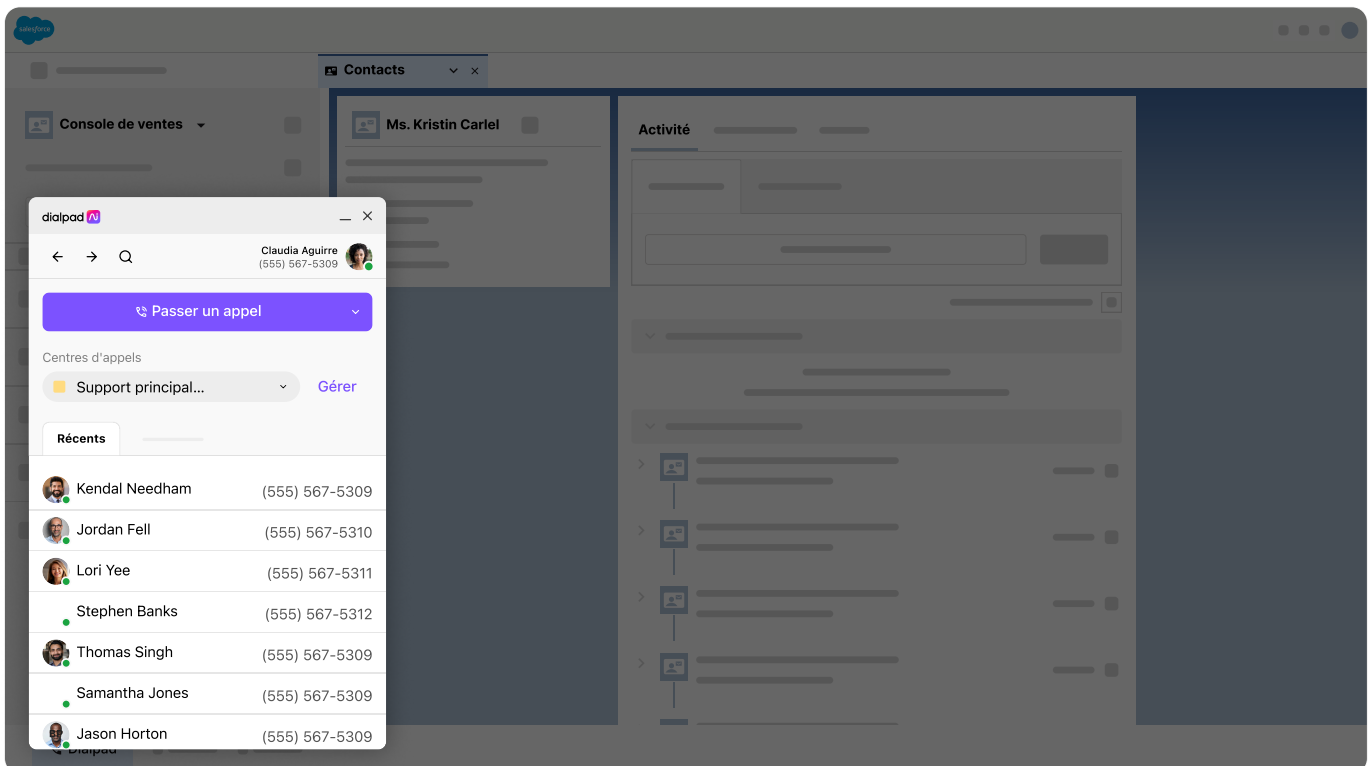 salesforce
Contacts
Console de ventes
Ms. Kristin Carlel
Activité
dialpad Ai
Claudia Aguirre
(555) 567-5309
Passer un appel
Centres d'appels
Support principal...
Gérer
Récents
Kendal Needham (555) 567-5309
Jordan Fell (555) 567-5310
Lori Yee (555) 567-5311
Stephen Banks (555) 567-5312
Thomas Singh (555) 567-5309
Samantha Jones (555) 567-5309
Jason Horton (555) 567-5309
Dialpad